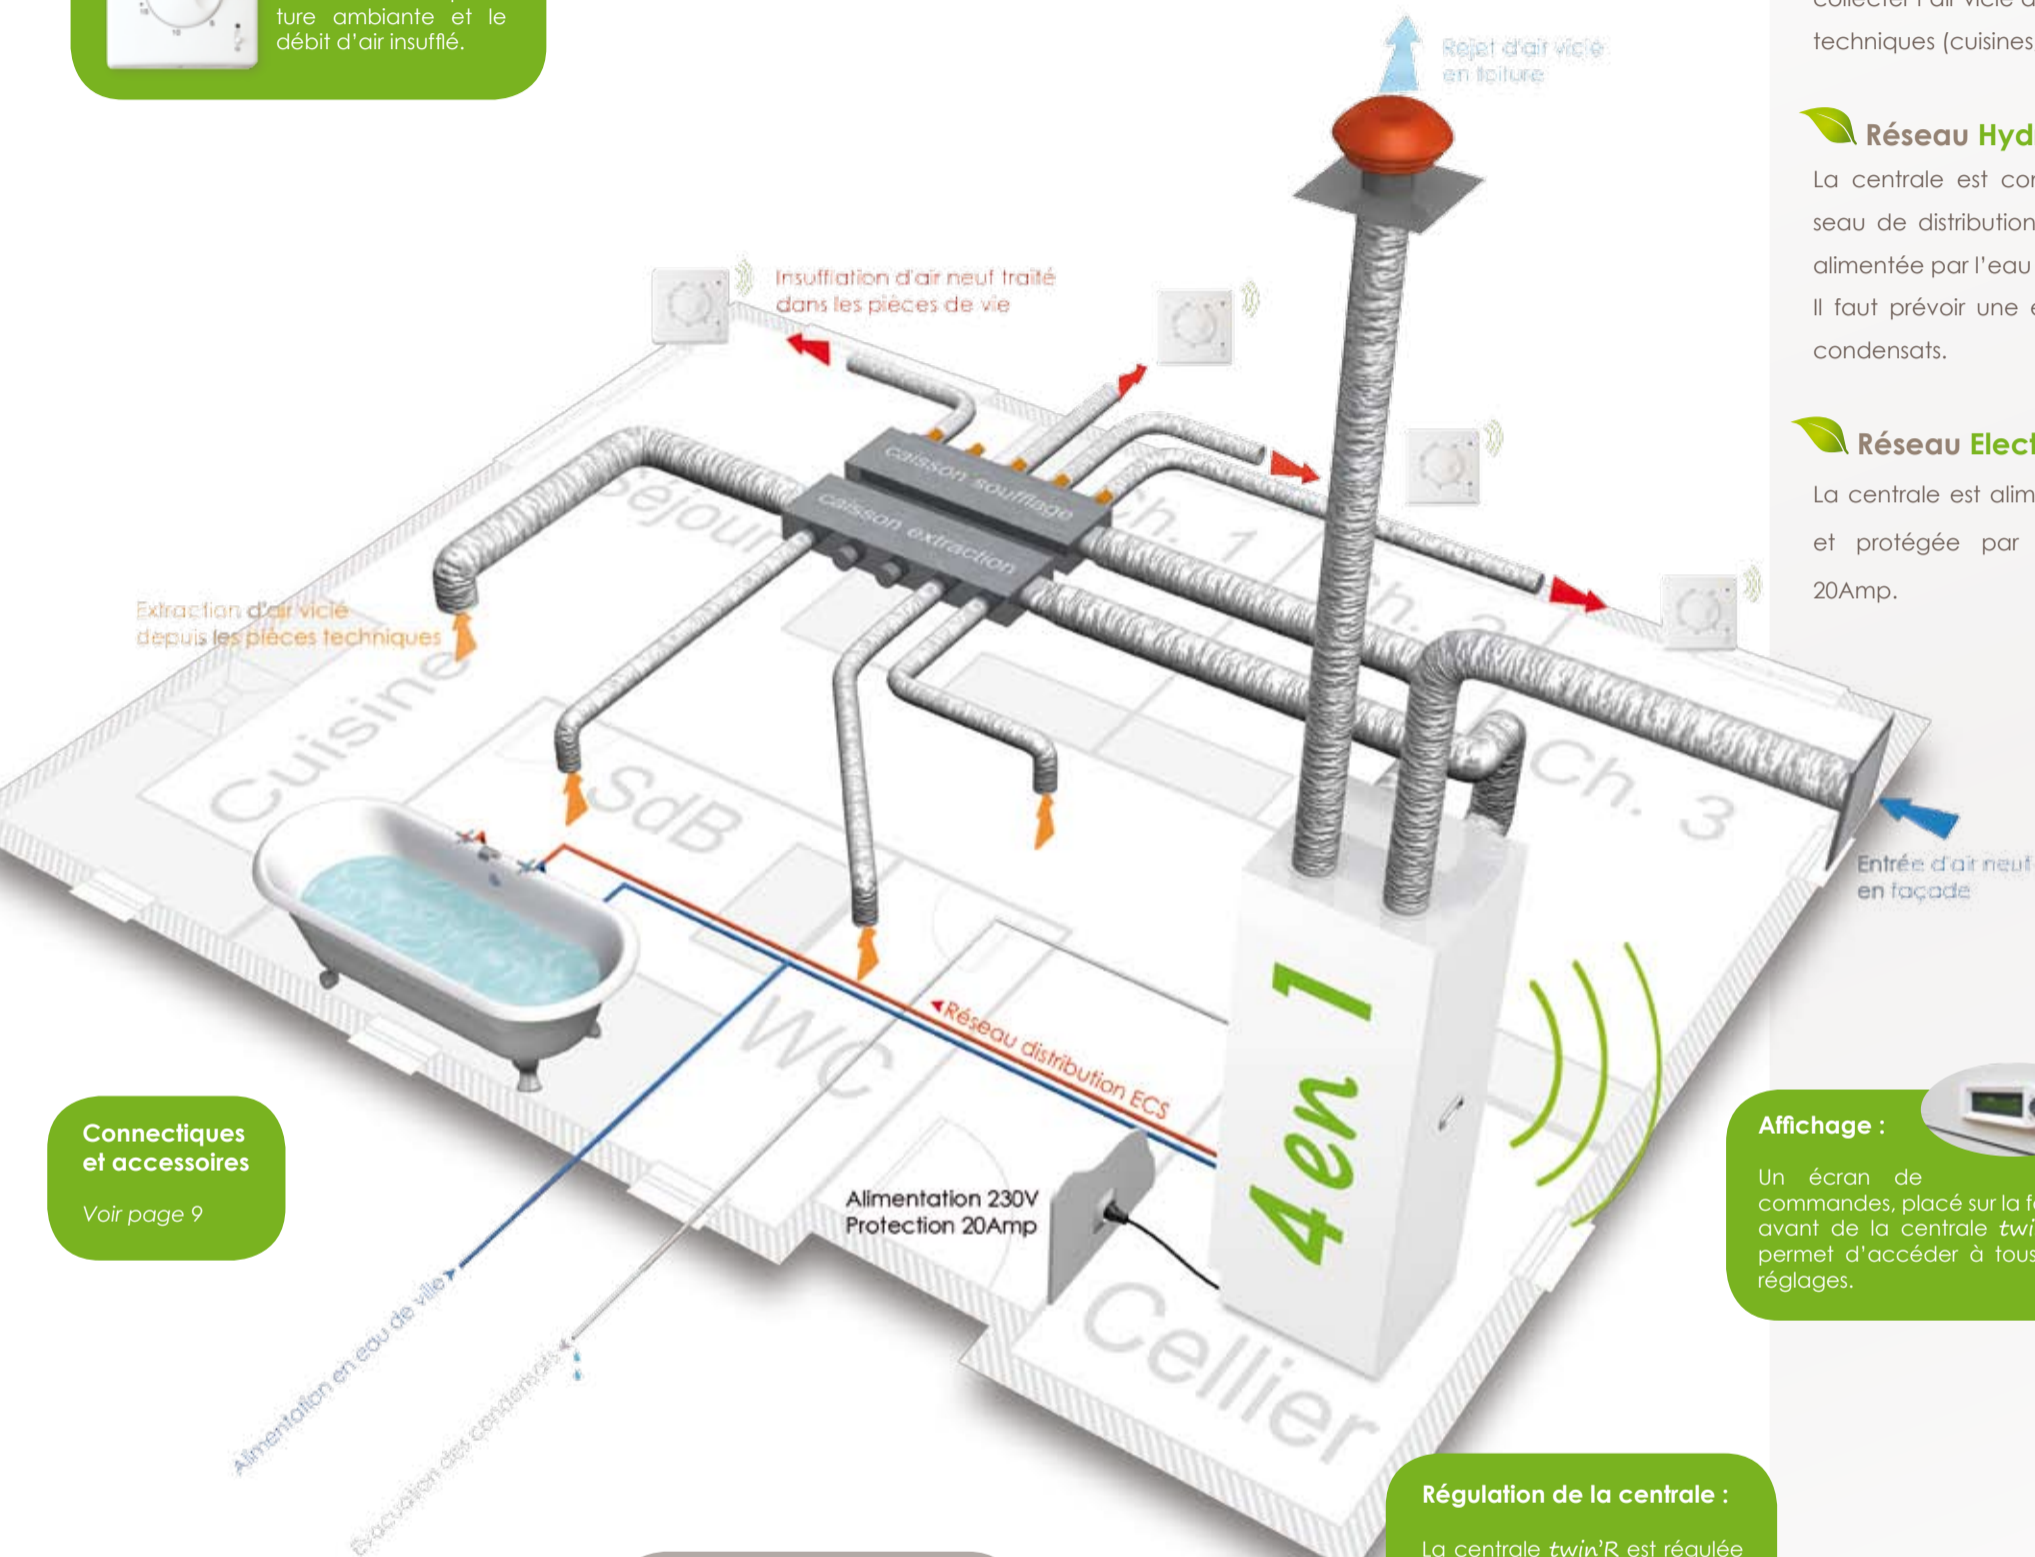 ture ambiante et le
débit d'air insufflé.
Rejet d'air vicié
en toiture
techniques (cuisines
Réseau
La centrale est
seau de distribution
alimentée par l'eau
Il faut prévoir une
condensats.
Réseau
La centrale est
et protégée par
20Amp.
Insufflation d'air neuf traité
dans les pièces de vie
caisson soufflage
caisson extraction
Séjour
Ch. 1
Ch. 2
Ch. 3
Extraction d'air vicié
depuis les pièces techniques
Cuisine
SdB
WC
Cellier
Entrée d'air neuf
en façade
Réseau distribution ECS
4 en 1
Alimentation 230V
Protection 20Amp
Connectiques
et accessoires
Voir page 9
Alimentation en eau de ville
Evacuation des condensats
Affichage :
Un écran de
commandes, placé sur la
avant de la centrale
permet d'accéder à tous
réglages.
Régulation de la centrale :
La centrale twin'R est régulée